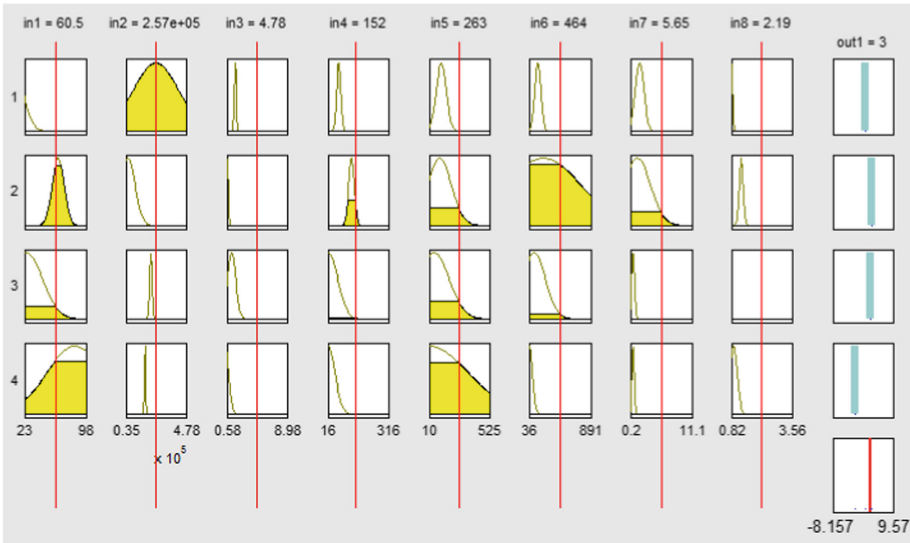 in1 = 60.5 in2 = 2.57e+05 in3 = 4.78 in4 = 152 in5 = 263 in6 = 464 in7 = 5.65 in8 = 2.19
out1 = 3
1
2
3
4
23 98 0.35 4.78 0.58 8.98 16 316 10 525 36 891 0.2 11.1 0.82 3.56
x 10^5
-8.157 9.57